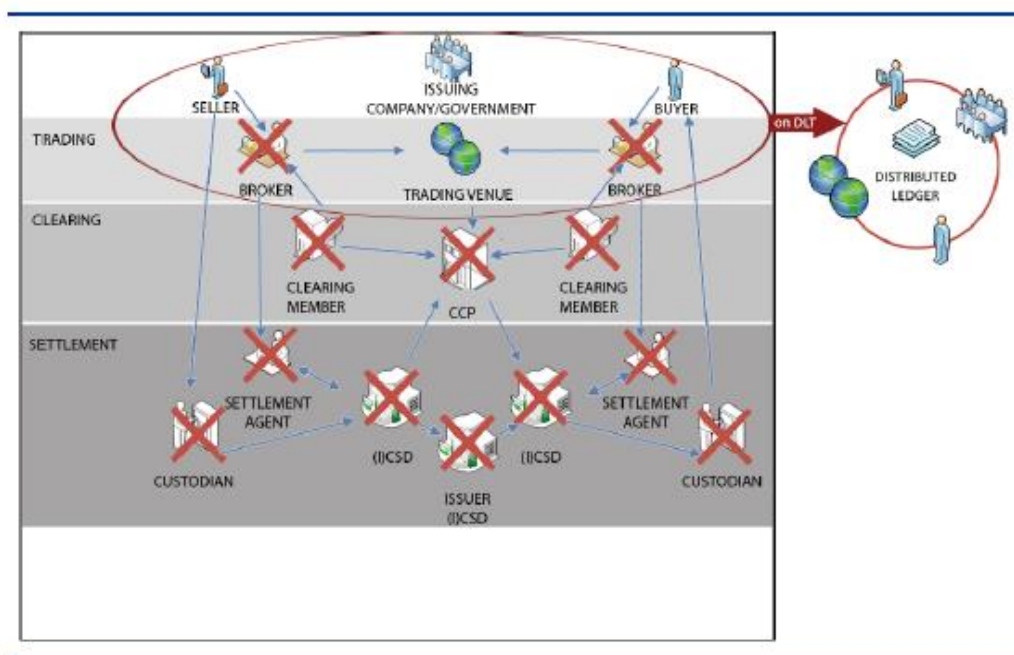 SELLER
ISSUING
COMPANY/GOVERNMENT
BUYER
on DLT
TRADING
BROKER
TRADING VENUE
BROKER
DISTRIBUTED
LEDGER
CLEARING
CLEARING
MEMBER
CCP
CLEARING
MEMBER
SETTLEMENT
SETTLEMENT
AGENT
SETTLEMENT
AGENT
CUSTODIAN
(I)CSD
(I)CSD
CUSTODIAN
ISSUER
(I)CSD